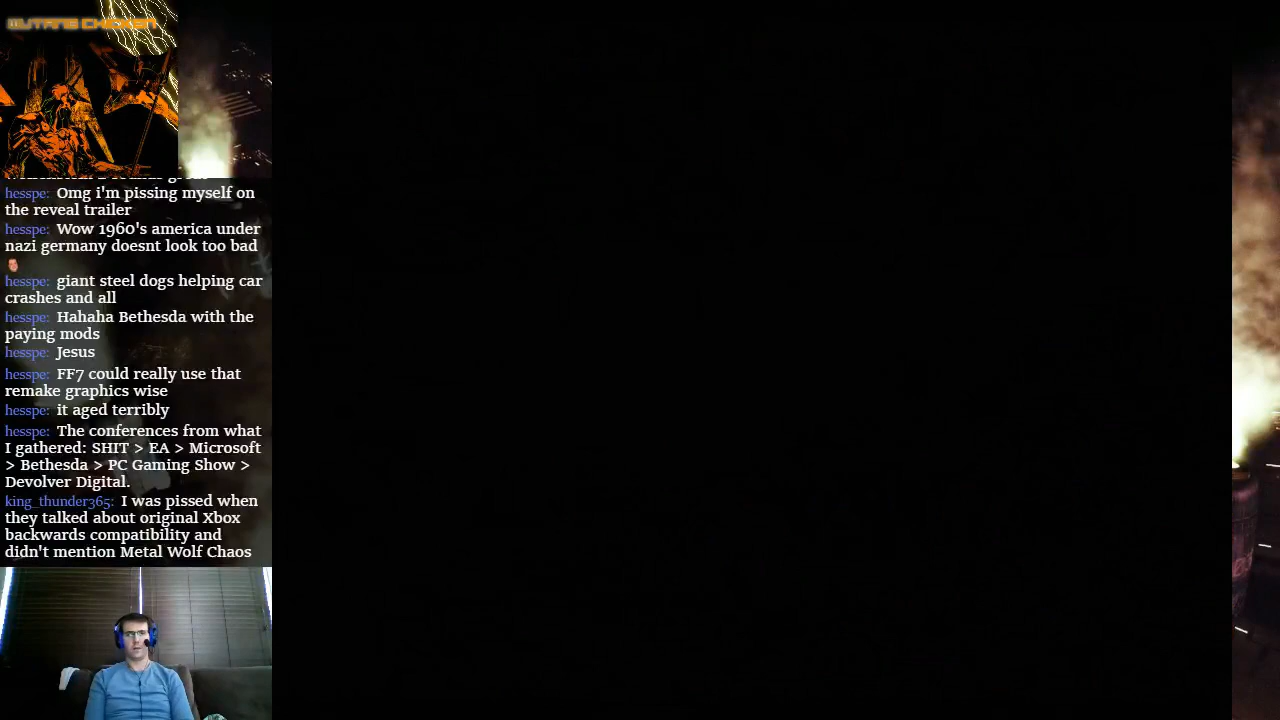 WUTANG CHICKEN
hesspe: Omg i'm pissing myself on
the reveal trailer
hesspe: Wow 1960's america under
nazi germany doesnt look too bad
hesspe: giant steel dogs helping car
crashes and all
hesspe: Hahaha Bethesda with the
paying mods
hesspe: Jesus
hesspe: FF7 could really use that
remake graphics wise
hesspe: it aged terribly
hesspe: The conferences from what
I gathered: SHIT > EA > Microsoft
> Bethesda > PC Gaming Show >
Devolver Digital.
king_thunder365: I was pissed when
they talked about original Xbox
backwards compatibility and
didn't mention Metal Wolf Chaos